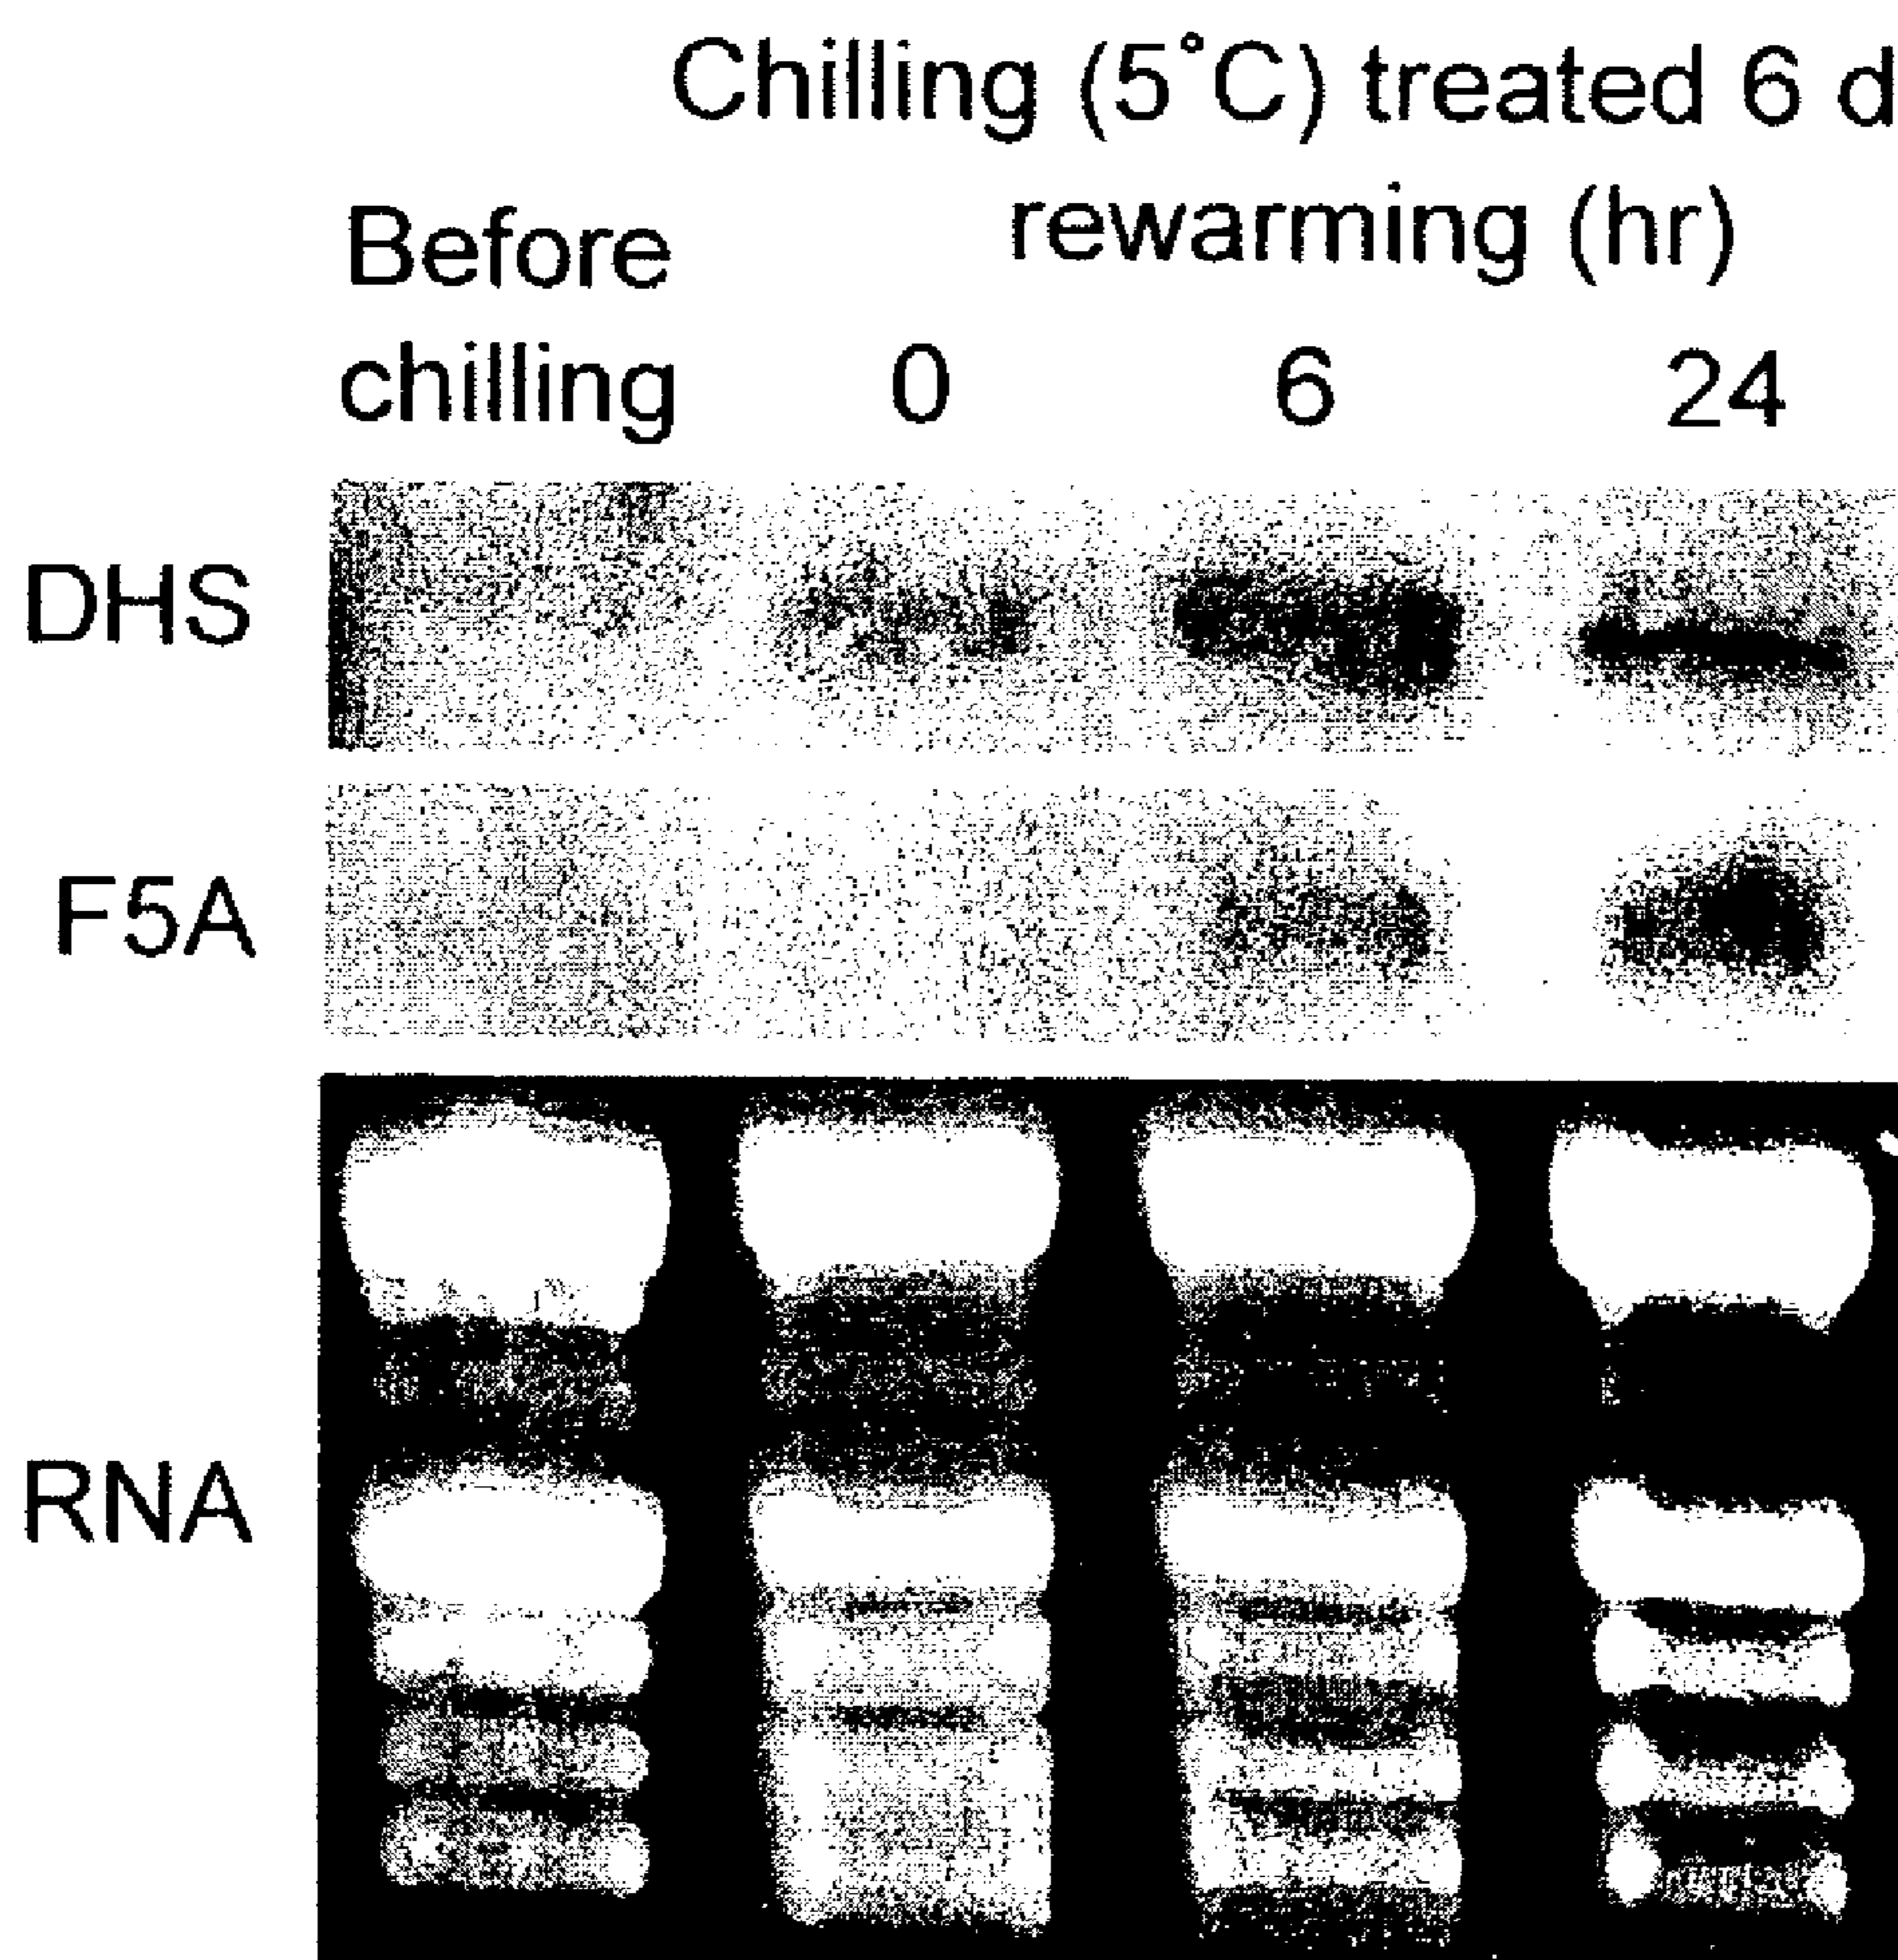 Chilling (5°C) treated 6 d
rewarming (hr)
Before
chilling
0 6 24
DHS
F5A
RNA